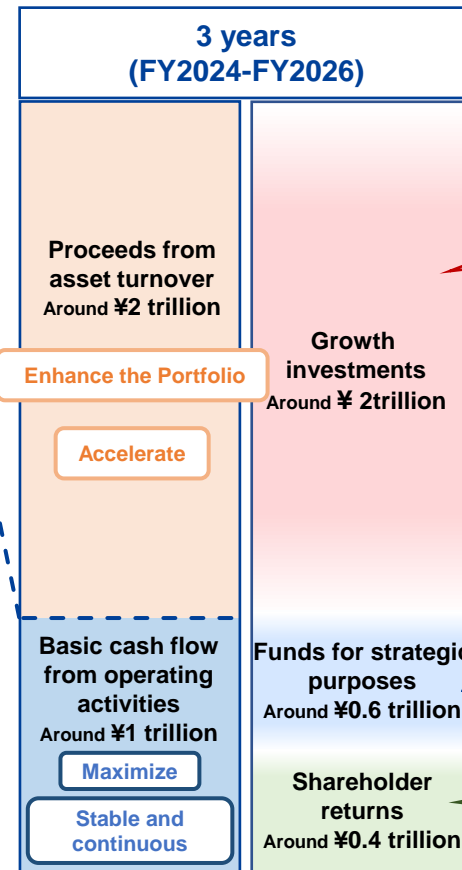 3 years
(FY2024-FY2026)
Proceeds from
asset turnover
Around ¥2 trillion
Enhance the Portfolio
Accelerate
Basic cash flow
from operating
activities
Around ¥1 trillion
Maximize
Stable and
continuous
Growth
investments
Around ¥ 2trillion
Funds for strategic
purposes
Around ¥0.6 trillion
Shareholder
returns
Around ¥0.4 trillion